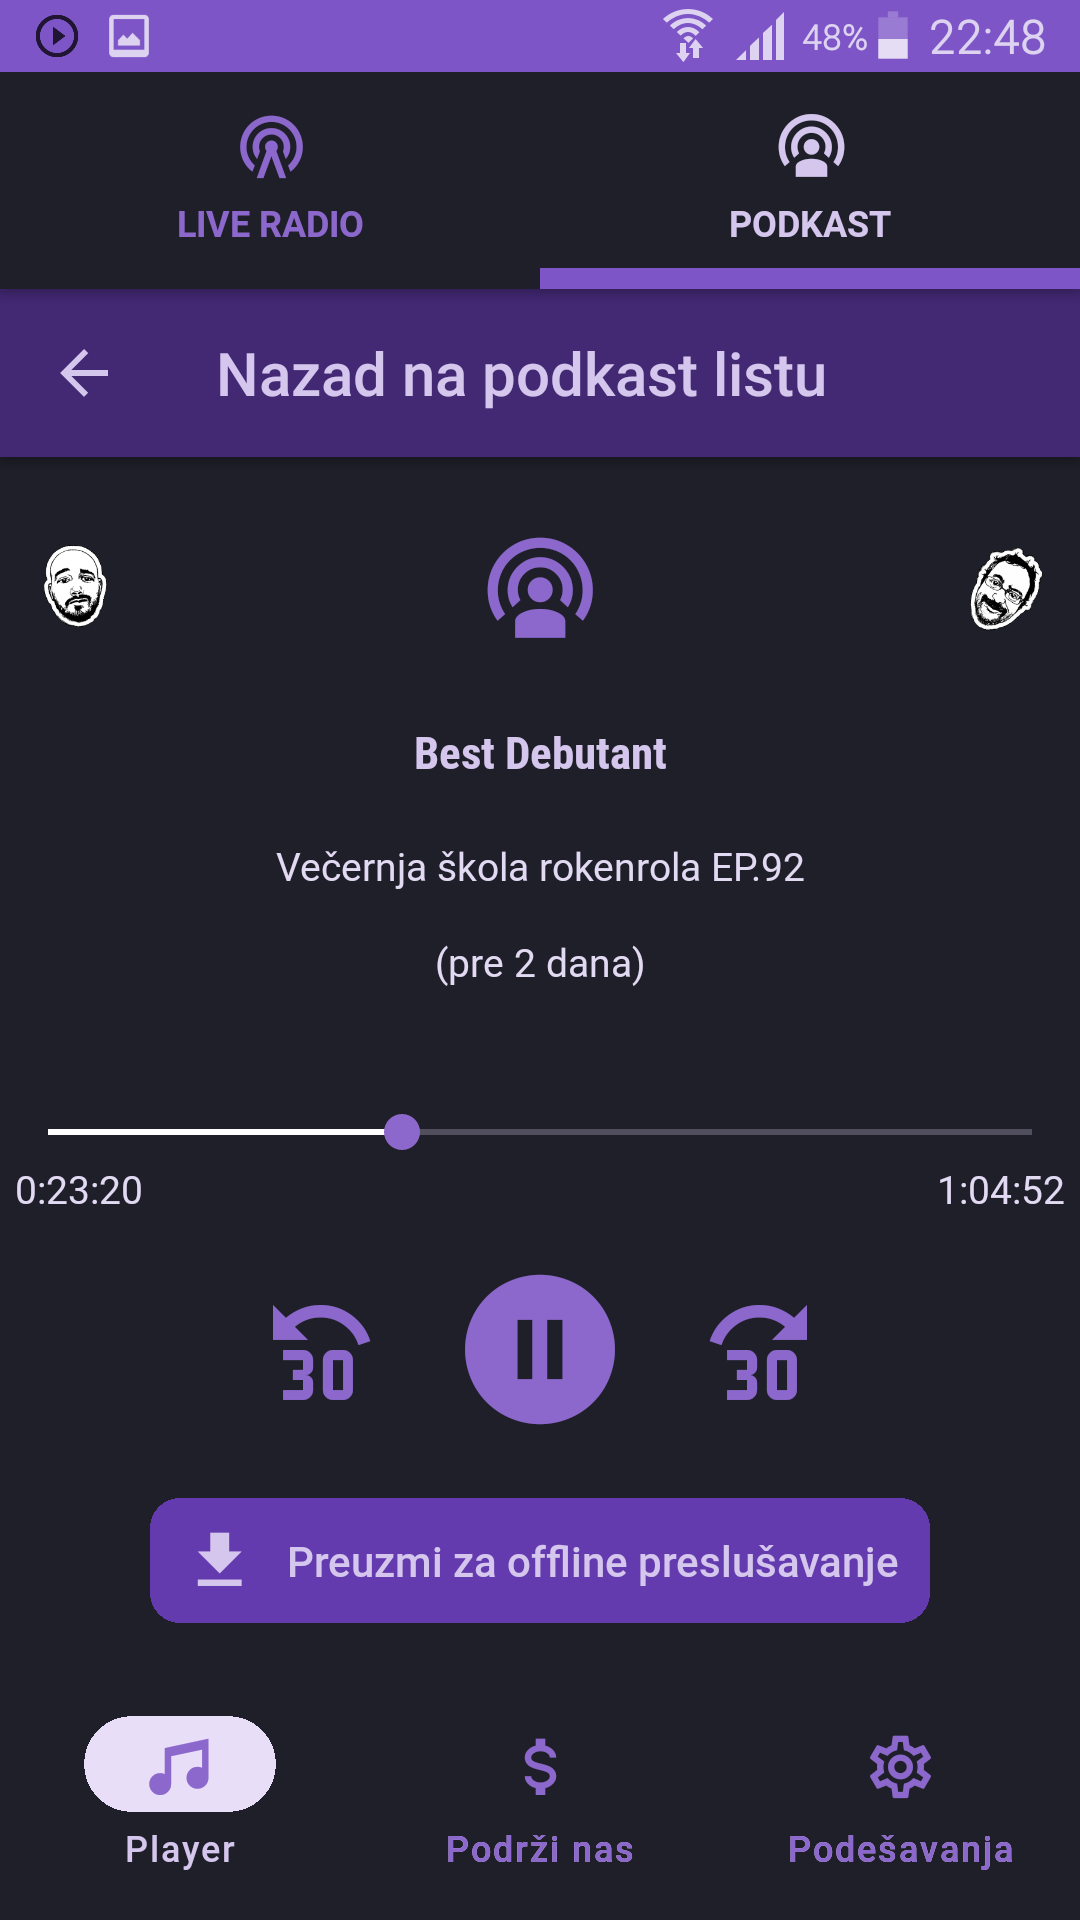 48% 22:48
LIVE RADIO PODKAST
Nazad na podkast listu
Best Debutant
Večernja škola rokenrola EP.92
(pre 2 dana)
0:23:20 1:04:52
30 30
Preuzmi za offline preslušavanje
Player Podrži nas Podešavanja